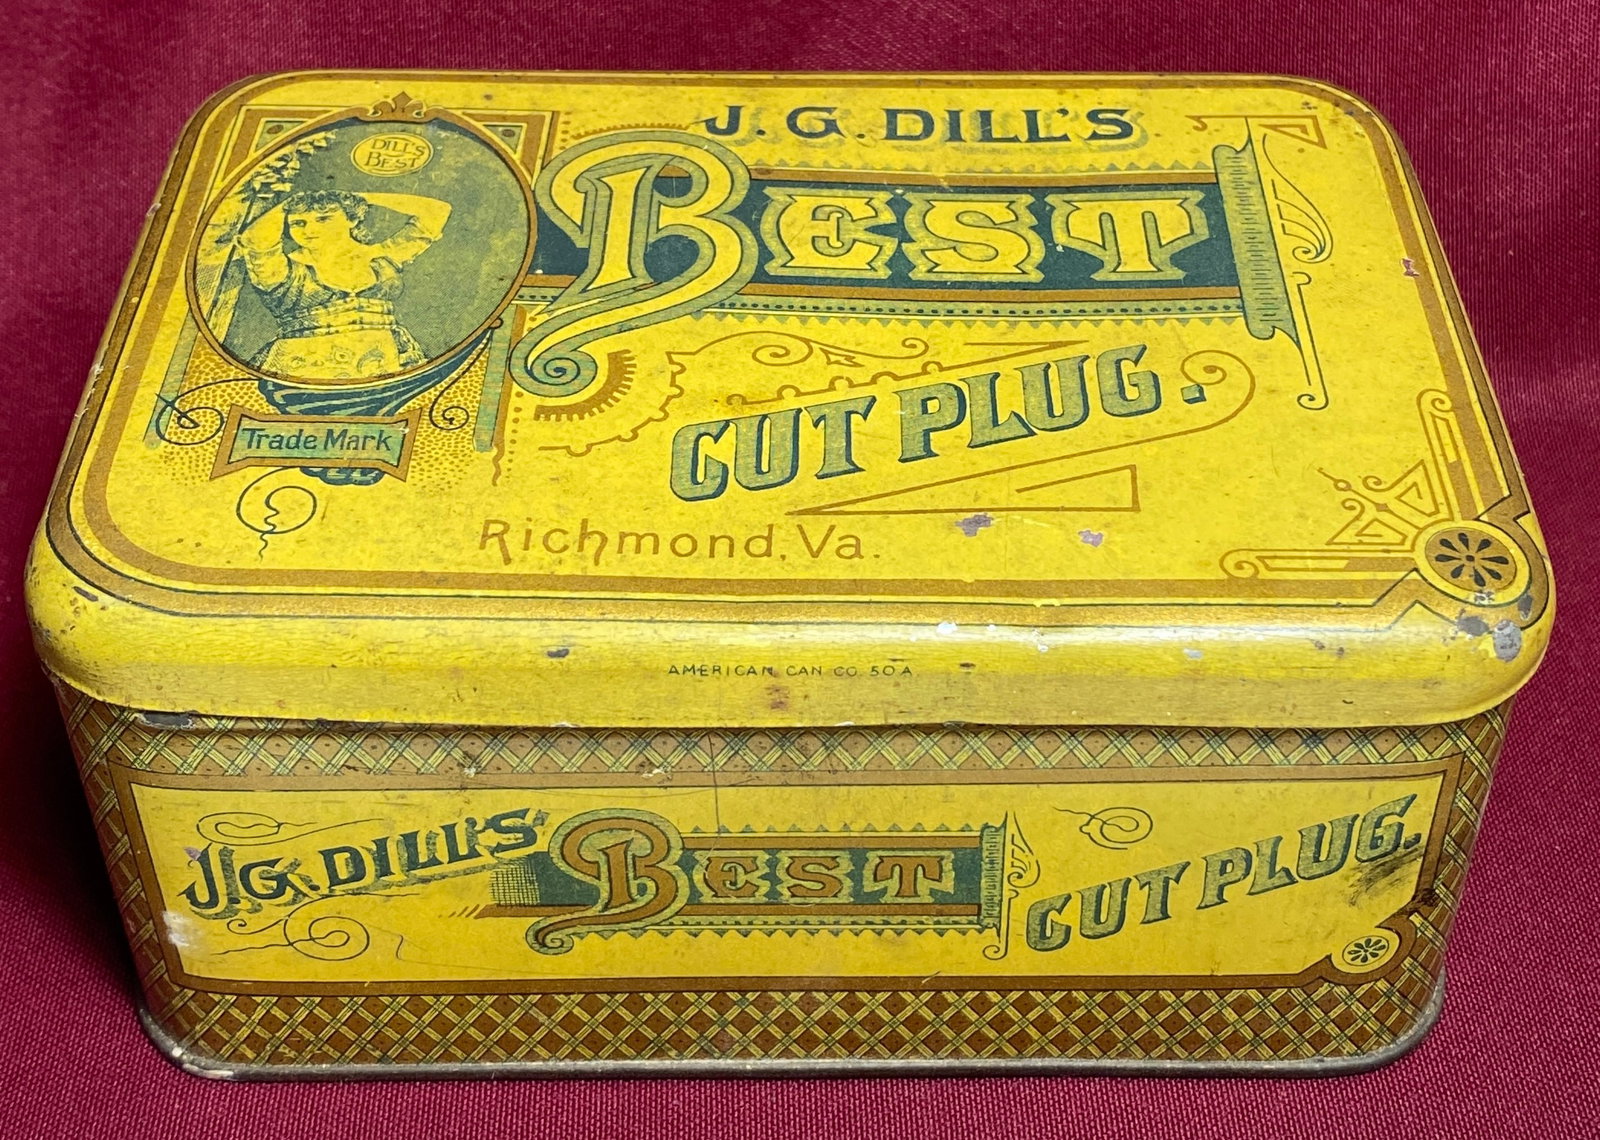 DILL'S
BEST
J. G. DILL'S
BEST
CUT PLUG.
Trade Mark
Richmond, Va.
AMERICAN CAN CO 50 A
J.G. DILL'S'
BEST
CUT PLUG.